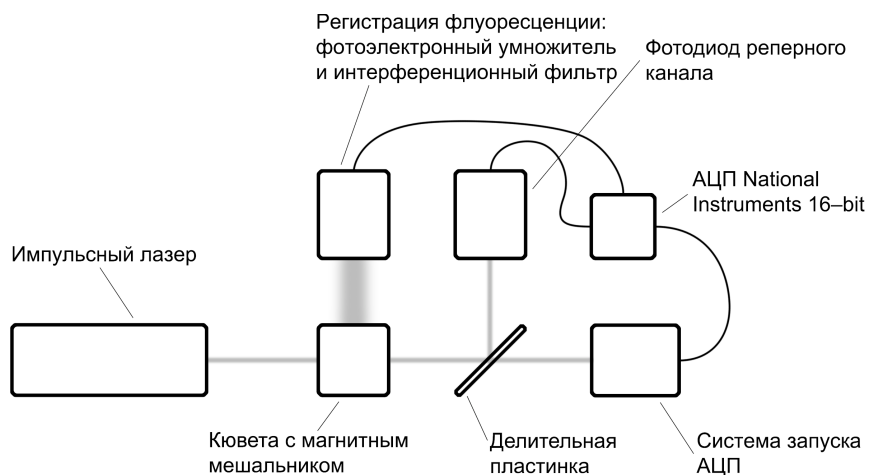 Регистрация флуоресценции:
фотоэлектронный умножитель
и интерференционный фильтр
Фотодиод реперного
канала
АЦП National
Instruments 16–bit
Импульсный лазер
Кювета с магнитным
мешальником
Делительная
пластинка
Система запуска
АЦП